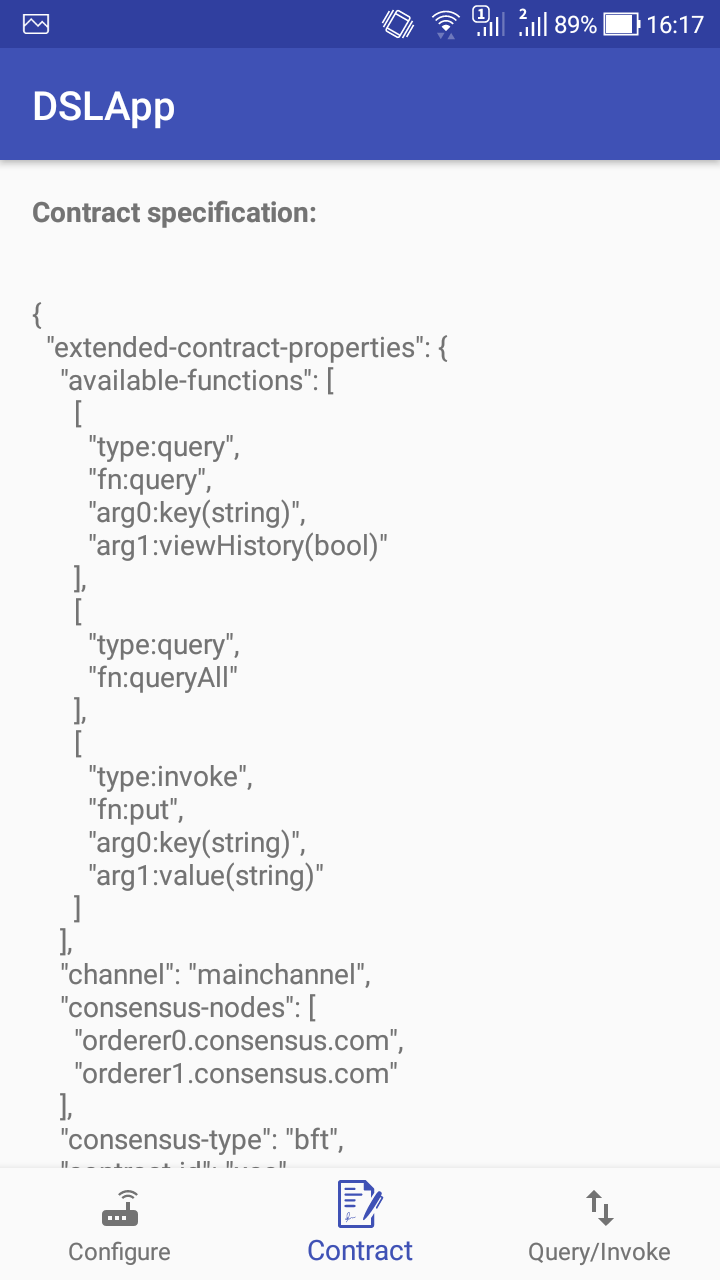 1 2 89% 16:17
DSLApp
Contract specification:
{
"extended-contract-properties": {
"available-functions": [
[
"type:query",
"fn:query",
"arg0:key(string)",
"arg1:viewHistory(bool)"
],
[
"type:query",
"fn:queryAll"
],
[
"type:invoke",
"fn:put",
"arg0:key(string)",
"arg1:value(string)"
]
],
"channel": "mainchannel",
"consensus-nodes": [
"orderer0.consensus.com",
"orderer1.consensus.com"
],
"consensus-type": "bft",
Configure
Contract
Query/Invoke